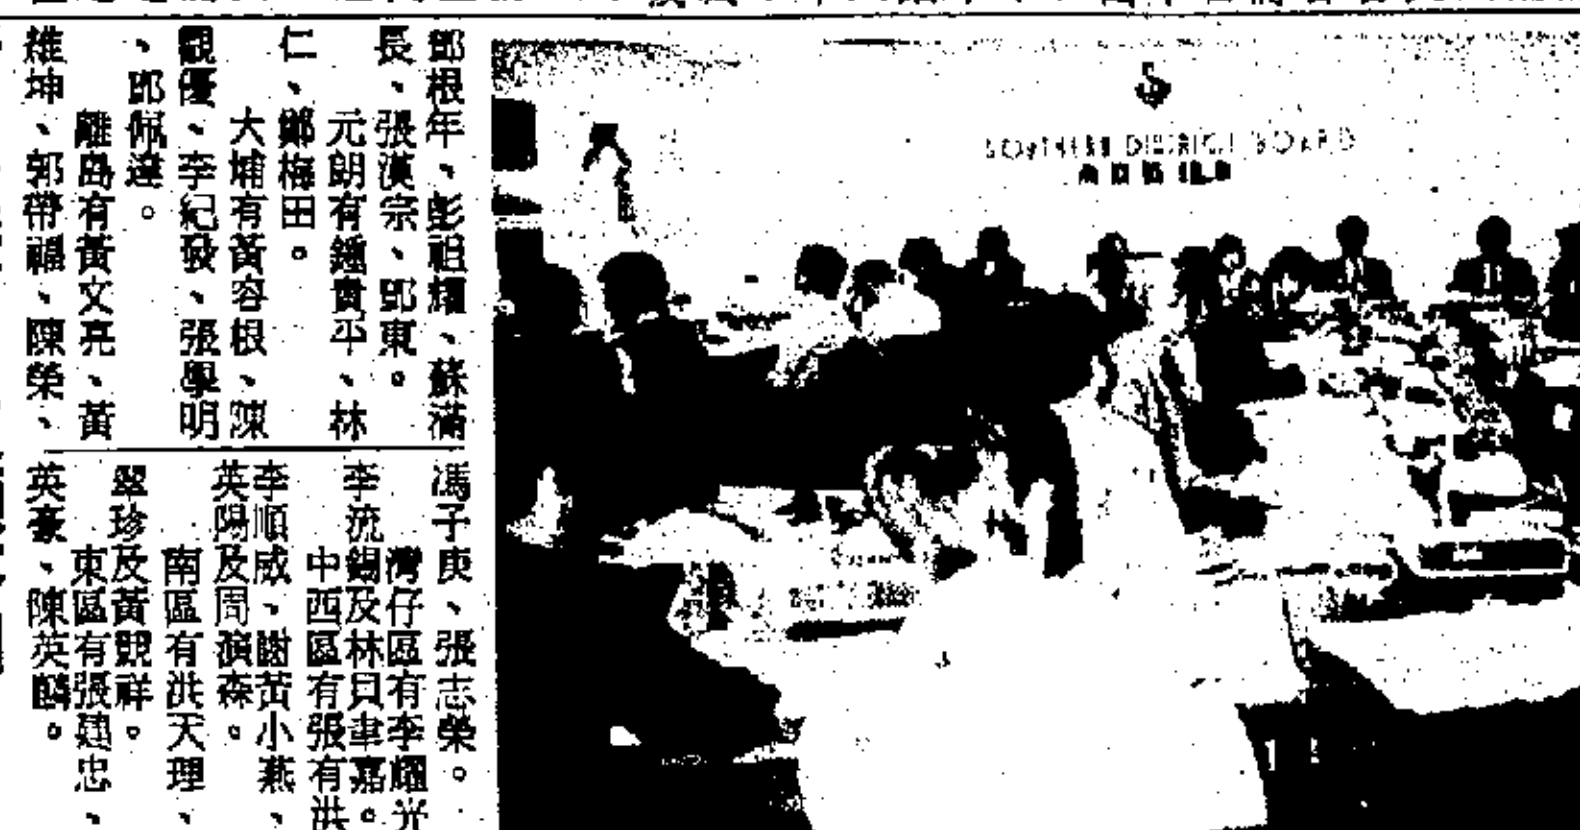 鄧根年、彭祖耀、蘇滿
長、張漢宗、鄧東。
元朗有鍾貴平、林
仁、鄭梅田。
大埔有黃容根、陳
觀優、李紀發、張學明
、鄧佩達。
離島有黃文亮、黃
維坤、郭帶福、陳榮、
馮子庚、張志榮。
灣仔區有李耀光
李流錫及林貝聿嘉。
中西區有張有洪
李順威、謝黃小燕、
英陽及周演森。
南區有洪天理、
翠珍及黃競祥。
東區有張建忠、
英豪、陳英麟。
SOUTHERN DISTRICT BOARD